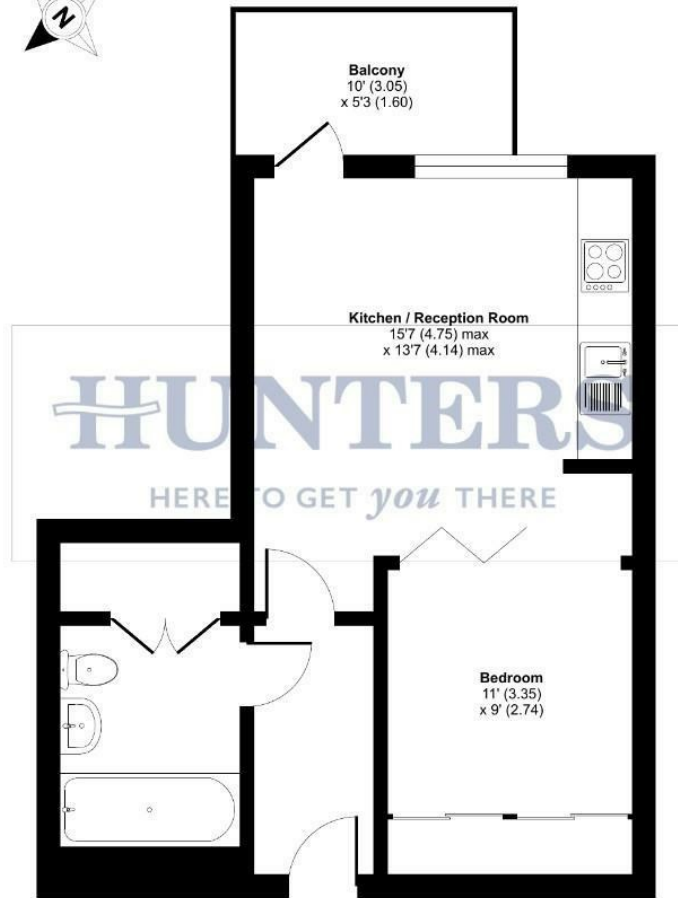 N
Balcony
10' (3.05)
x 5'3 (1.60)
Kitchen / Reception Room
15'7 (4.75) max
x 13'7 (4.14) max
HUNTERS
HERE TO GET you THERE
Bedroom
11' (3.35)
x 9' (2.74)